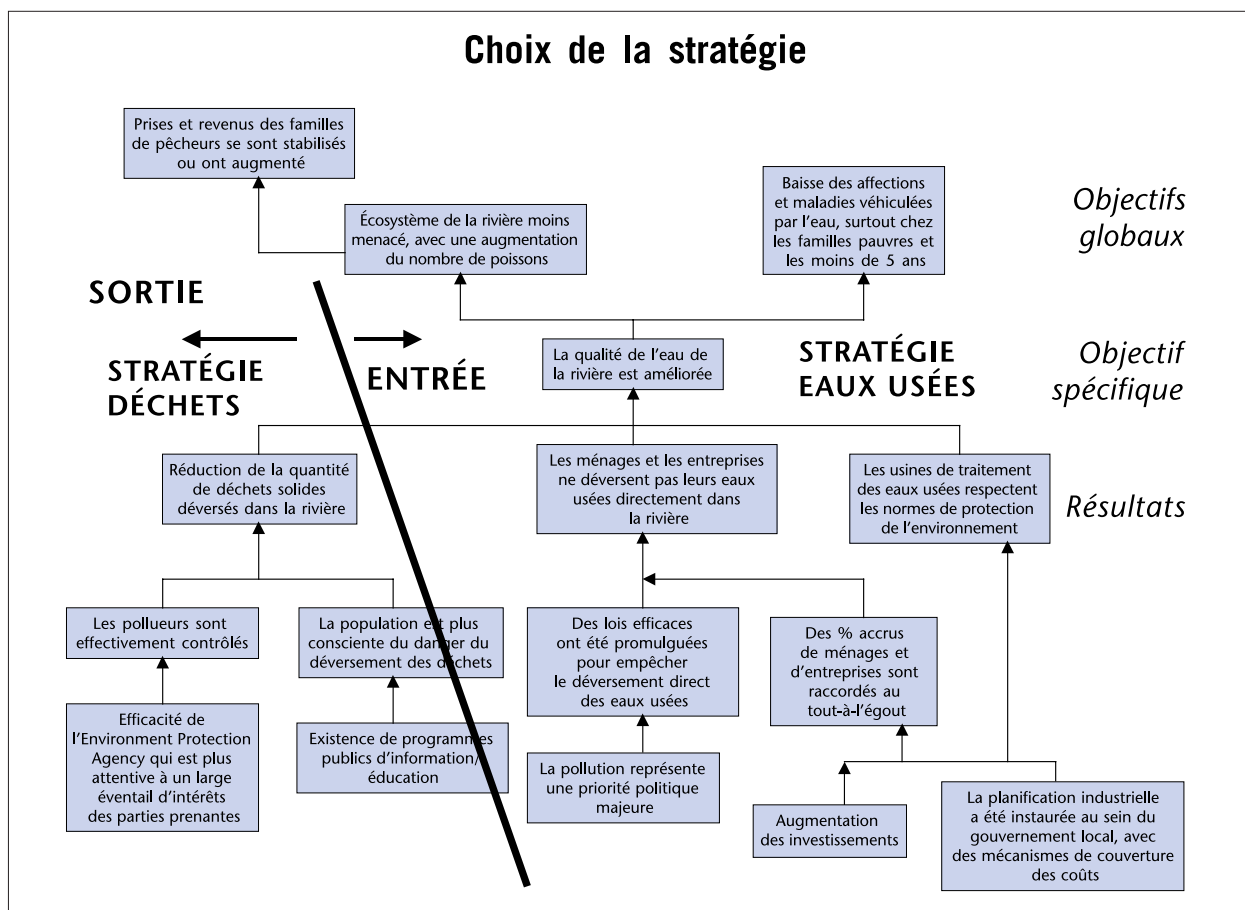 Choix de la stratégie
Prises et revenus des familles
de pêcheurs se sont stabilisés
ou ont augmenté
Écosystème de la rivière moins
menacé, avec une augmentation
du nombre de poissons
Baisse des affections
et maladies véhiculées
par l'eau, surtout chez
les familles pauvres et
les moins de 5 ans
Objectifs
globaux
SORTIE
STRATÉGIE
DÉCHETS
ENTRÉE
La qualité de l'eau de
la rivière est améliorée
STRATÉGIE
EAUX USÉES
Objectif
spécifique
Réduction de la quantité
de déchets solides
déversés dans la rivière
Les ménages et les entreprises
ne déversent pas leurs eaux
usées directement dans
la rivière
Les usines de traitement
des eaux usées respectent
les normes de protection
de l'environnement
Résultats
Les pollueurs sont
effectivement contrôlés
La population est plus
consciente du danger du
déversement des déchets
Des lois efficaces
ont été promulguées
pour empêcher
le déversement direct
des eaux usées
Des % accrus
de ménages et
d'entreprises sont
raccordés au
tout-à-l'égout
Efficacité de
l'Environment Protection
Agency qui est plus
attentive à un large
éventail d'intérêts
des parties prenantes
Existence de programmes
publics d'information/
éducation
La pollution représente
une priorité politique
majeure
Augmentation
des investissements
La planification industrielle
a été instaurée au sein du
gouvernement local, avec
des mécanismes de couverture
des coûts